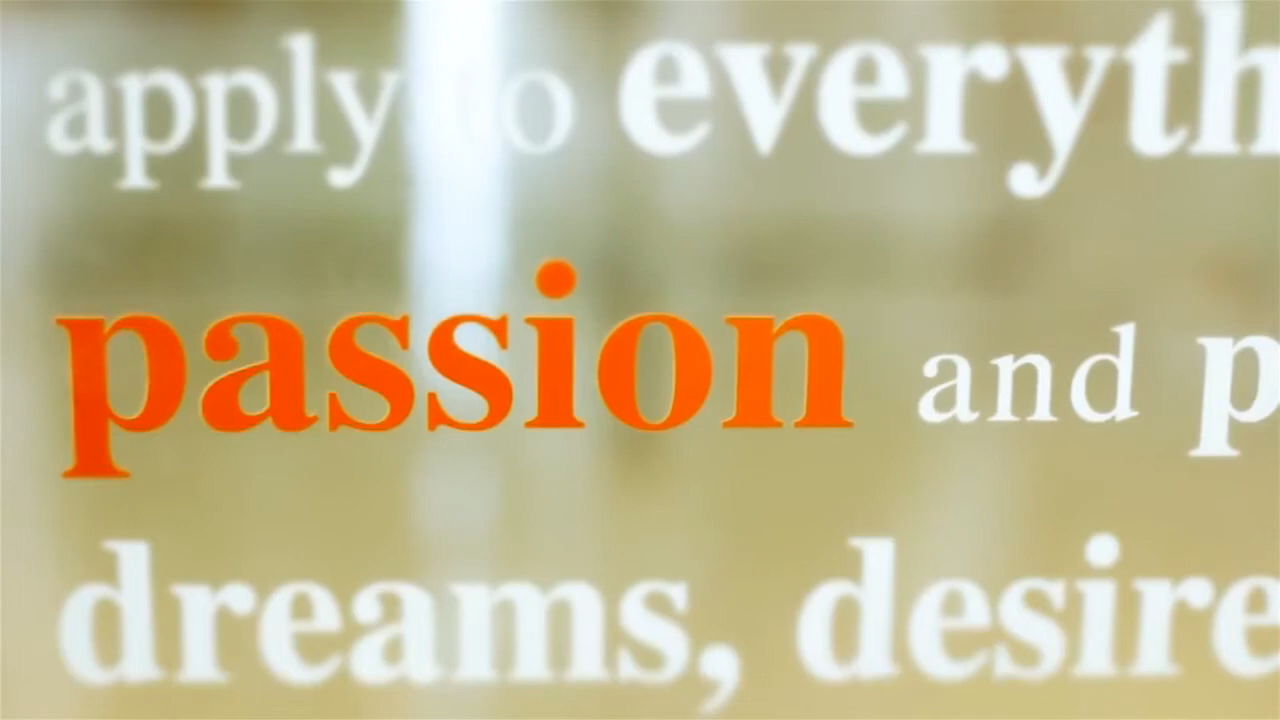 apply to everyth
passion and p
dreams, desire